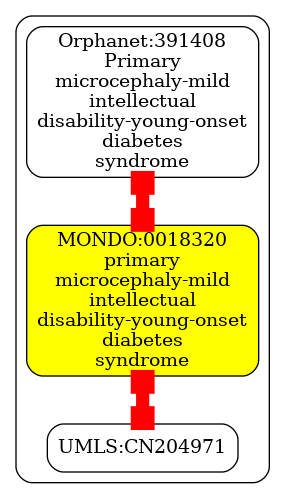 Orphanet:391408
Primary
microcephaly-mild
intellectual
disability-young-onset
diabetes
syndrome
MONDO:0018320
primary
microcephaly-mild
intellectual
disability-young-onset
diabetes
syndrome
UMLS:CN204971